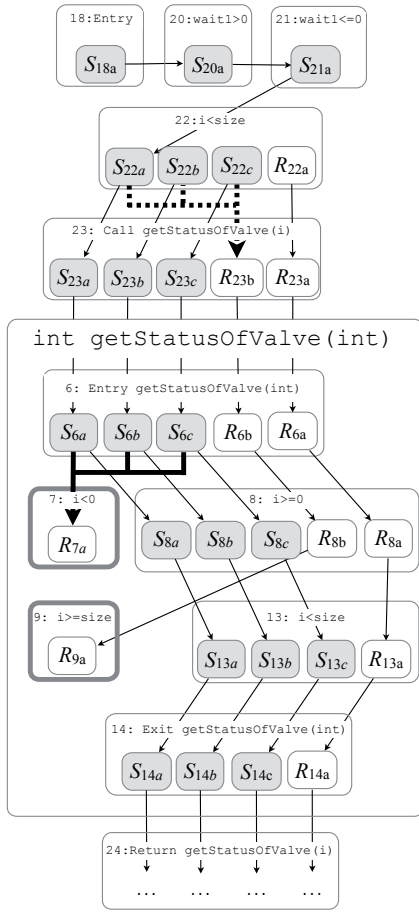 18:Entry 20:wait1>0 21:wait1<=0
S18a S20a S21a
22:i<size
S22a S22b S22c R22a
23: Call getStatusOfValve(i)
S23a S23b S23c R23b R23a
int getStatusOfValve(int)
6: Entry getStatusOfValve(int)
S6a S6b S6c R6b R6a
7: i<0 8: i>=0
R7a S8a S8b S8c R8b R8a
9: i>=size 13: i<size
R9a S13a S13b S13c R13a
14: Exit getStatusOfValve(int)
S14a S14b S14c R14a
24:Return getStatusOfValve(i)
... ... ... ...